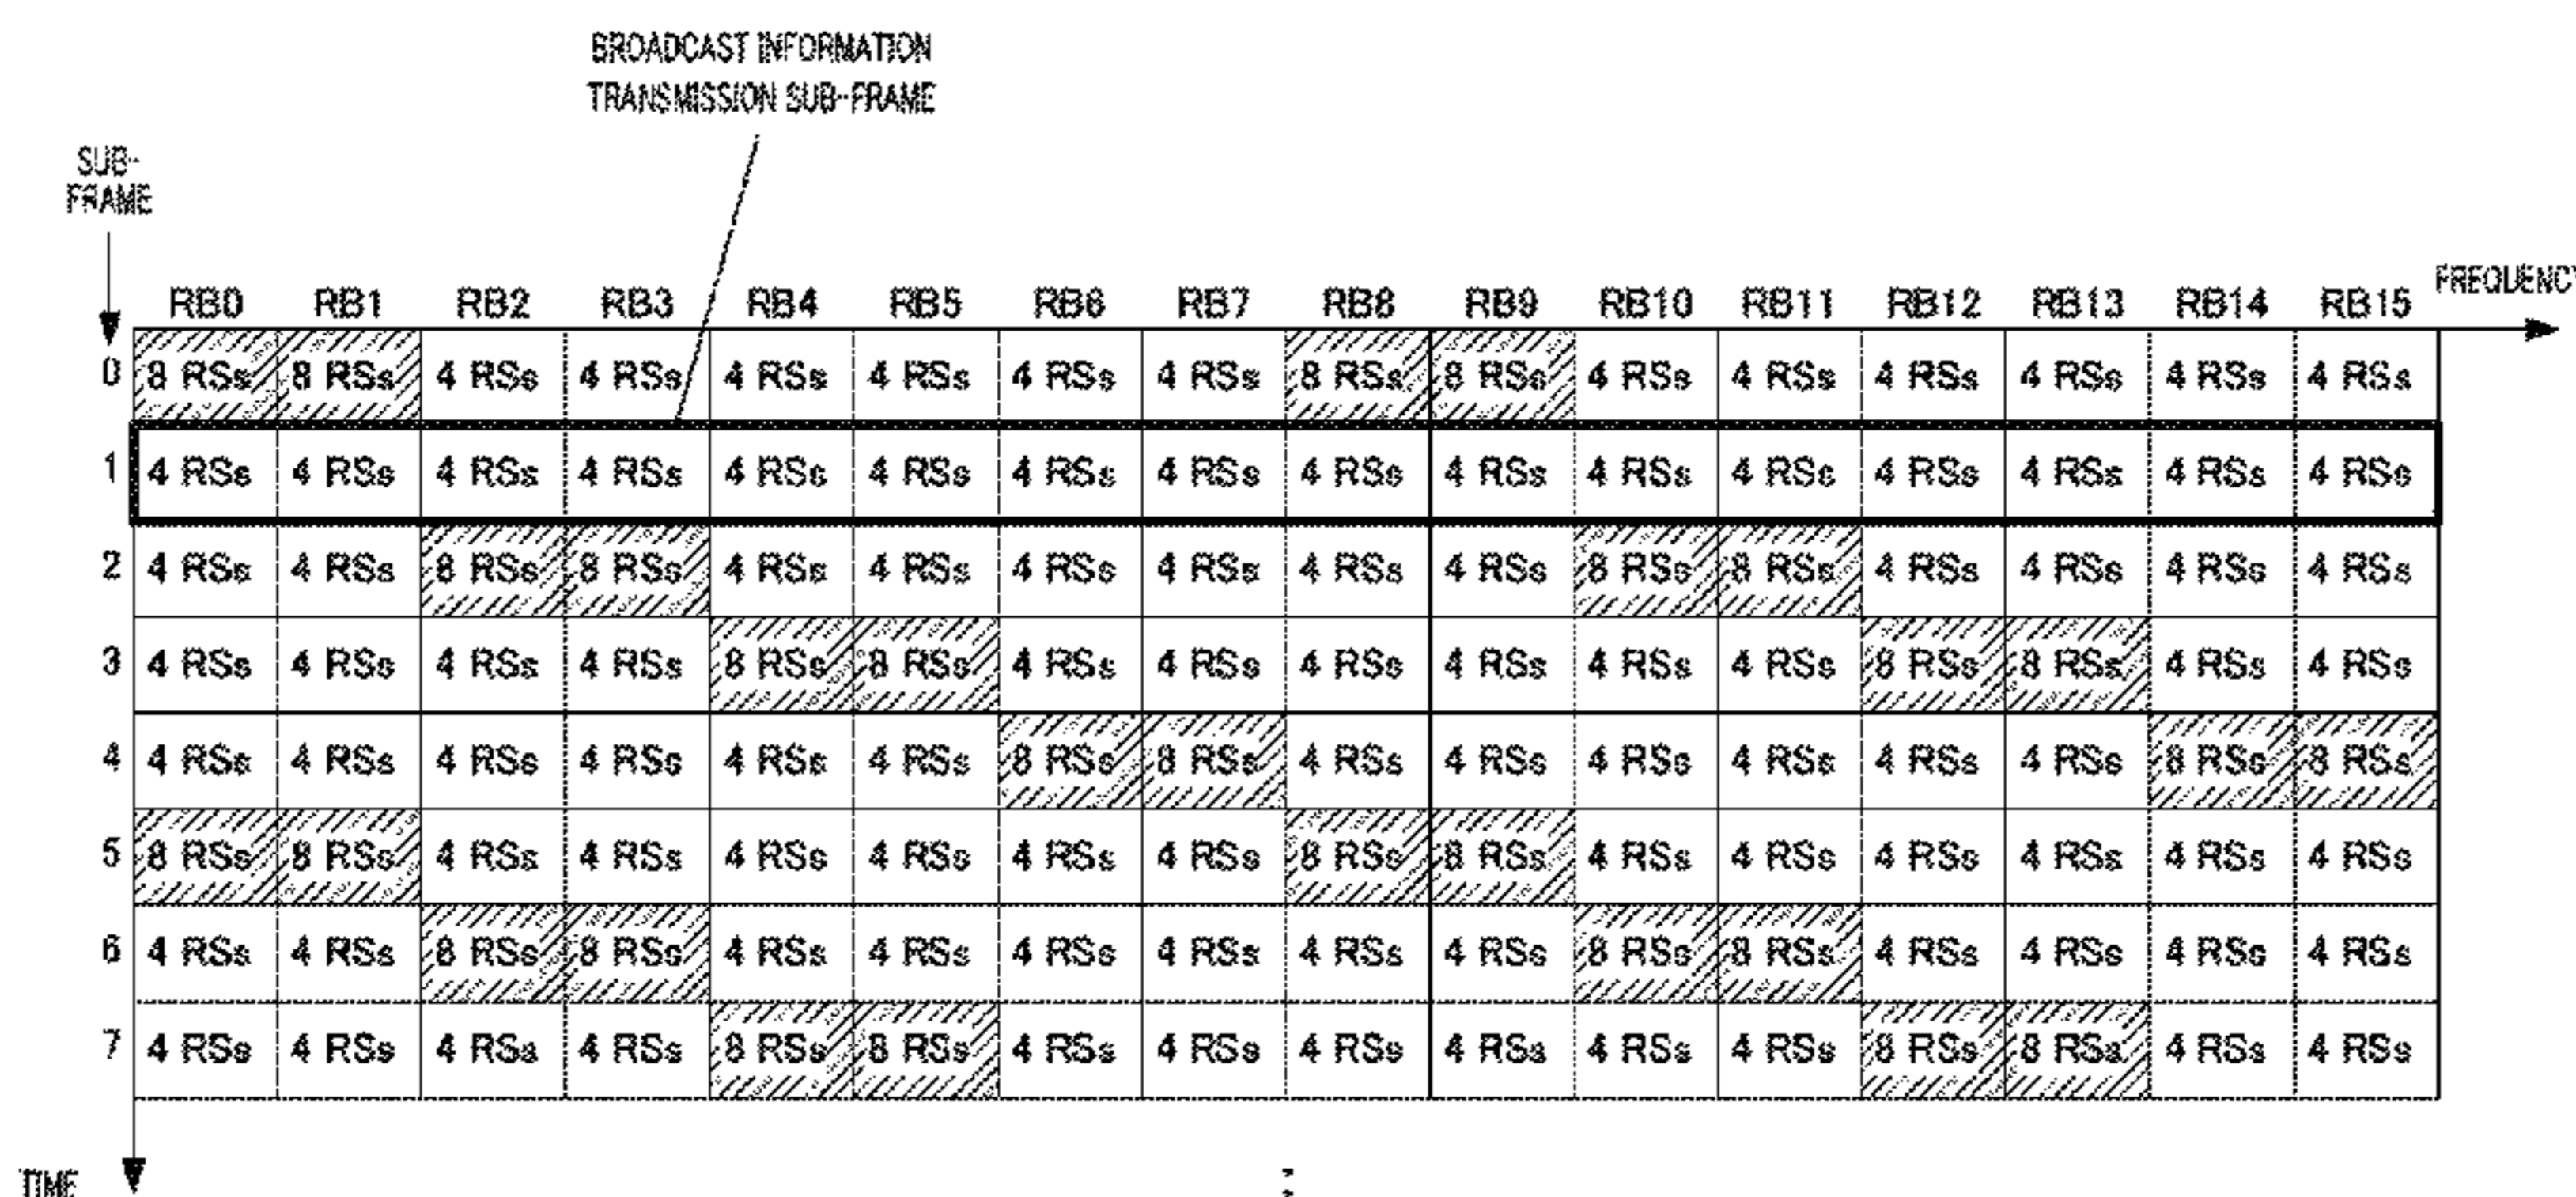 BROADCAST INFORMATION
TRANSMISSION SUB-FRAME
SUB-
FRAME
RB0 RB1 RB2 RB3 RB4 RB5 RB6 RB7 RB8 RB9 RB10 RB11 RB12 RB13 RB14 RB15 FREQUENCY
0 8 RSs 8 RSs 4 RSs 4 RSs 4 RSs 4 RSs 4 RSs 4 RSs 8 RSs 8 RSs 4 RSs 4 RSs 4 RSs 4 RSs 4 RSs 4 RSs
1 4 RSs 4 RSs 4 RSs 4 RSs 4 RSs 4 RSs 4 RSs 4 RSs 4 RSs 4 RSs 4 RSs 4 RSs 4 RSs 4 RSs 4 RSs 4 RSs
2 4 RSs 4 RSs 8 RSs 8 RSs 4 RSs 4 RSs 4 RSs 4 RSs 4 RSs 4 RSs 8 RSs 8 RSs 4 RSs 4 RSs 4 RSs 4 RSs
3 4 RSs 4 RSs 4 RSs 4 RSs 8 RSs 8 RSs 4 RSs 4 RSs 4 RSs 4 RSs 4 RSs 4 RSs 8 RSs 8 RSs 4 RSs 4 RSs
4 4 RSs 4 RSs 4 RSs 4 RSs 4 RSs 4 RSs 8 RSs 8 RSs 4 RSs 4 RSs 4 RSs 4 RSs 4 RSs 4 RSs 8 RSs 8 RSs
5 8 RSs 8 RSs 4 RSs 4 RSs 4 RSs 4 RSs 4 RSs 4 RSs 8 RSs 8 RSs 4 RSs 4 RSs 4 RSs 4 RSs 4 RSs 4 RSs
6 4 RSs 4 RSs 8 RSs 8 RSs 4 RSs 4 RSs 4 RSs 4 RSs 4 RSs 4 RSs 8 RSs 8 RSs 4 RSs 4 RSs 4 RSs 4 RSs
7 4 RSs 4 RSs 4 RSs 4 RSs 8 RSs 8 RSs 4 RSs 4 RSs 4 RSs 4 RSs 4 RSs 4 RSs 8 RSs 8 RSs 4 RSs 4 RSs
TIME